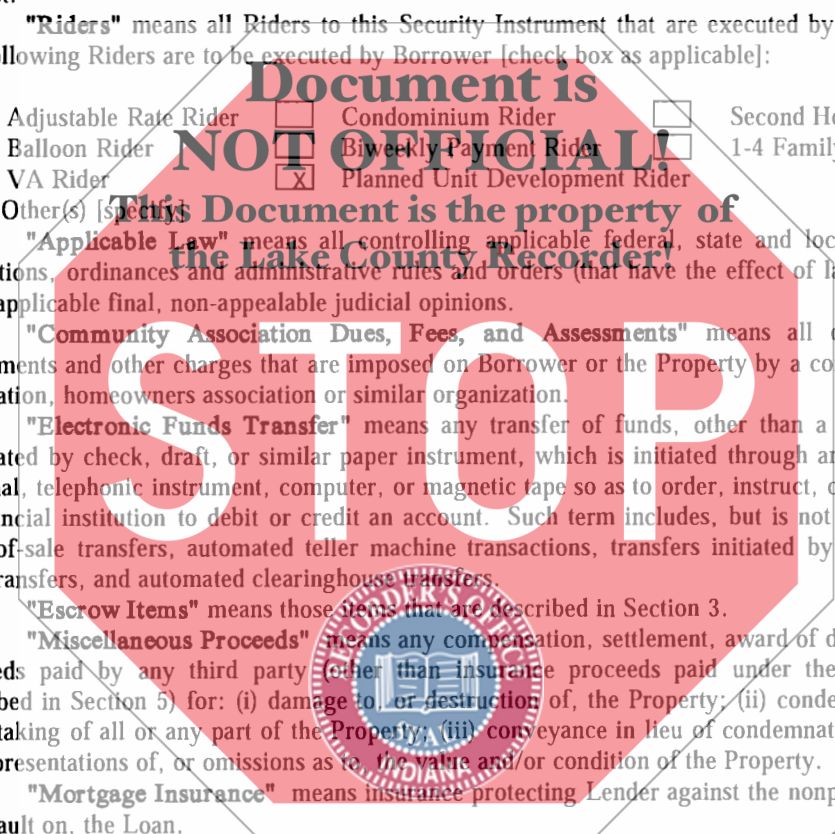 "Riders" means all Riders to this Security Instrument that are executed by
llowing Riders are to be executed by Borrower [check box as applicable]:
Document is
Adjustable Rate Rider Condominium Rider Second Ho
NOT OFFICIAL!
Balloon Rider Biweekly Payment Rider 1-4 Family
VA Rider X Planned Unit Development Rider
This Document is the property of
Other(s) [specify]
"Applicable Law" means all controlling applicable federal, state and loc
the Lake County Recorder!
tions, ordinances and administrative rules and orders (that have the effect of la
applicable final, non-appealable judicial opinions.
"Community Association Dues, Fees, and Assessments" means all
STOP
ments and other charges that are imposed on Borrower or the Property by a co
ation, homeowners association or similar organization.
"Electronic Funds Transfer" means any transfer of funds, other than a
ated by check, draft, or similar paper instrument, which is initiated through an
al, telephonic instrument, computer, or magnetic tape so as to order, instruct,
ncial institution to debit or credit an account. Such term includes, but is not
of-sale transfers, automated teller machine transactions, transfers initiated by
ransfers, and automated clearinghouse transfers.
"Escrow Items" means those items that are described in Section 3.
"Miscellaneous Proceeds" means any compensation, settlement, award of d
eds paid by any third party (other than insurance proceeds paid under the
bed in Section 5) for: (i) damage to, or destruction of, the Property; (ii) conde
taking of all or any part of the Property; (iii) conveyance in lieu of condemnat
presentations of, or omissions as to, the value and/or condition of the Property.
"Mortgage Insurance" means insurance protecting Lender against the nonp
ault on, the Loan.
RECORDER'S OFFICE
SEAL
INDIANA